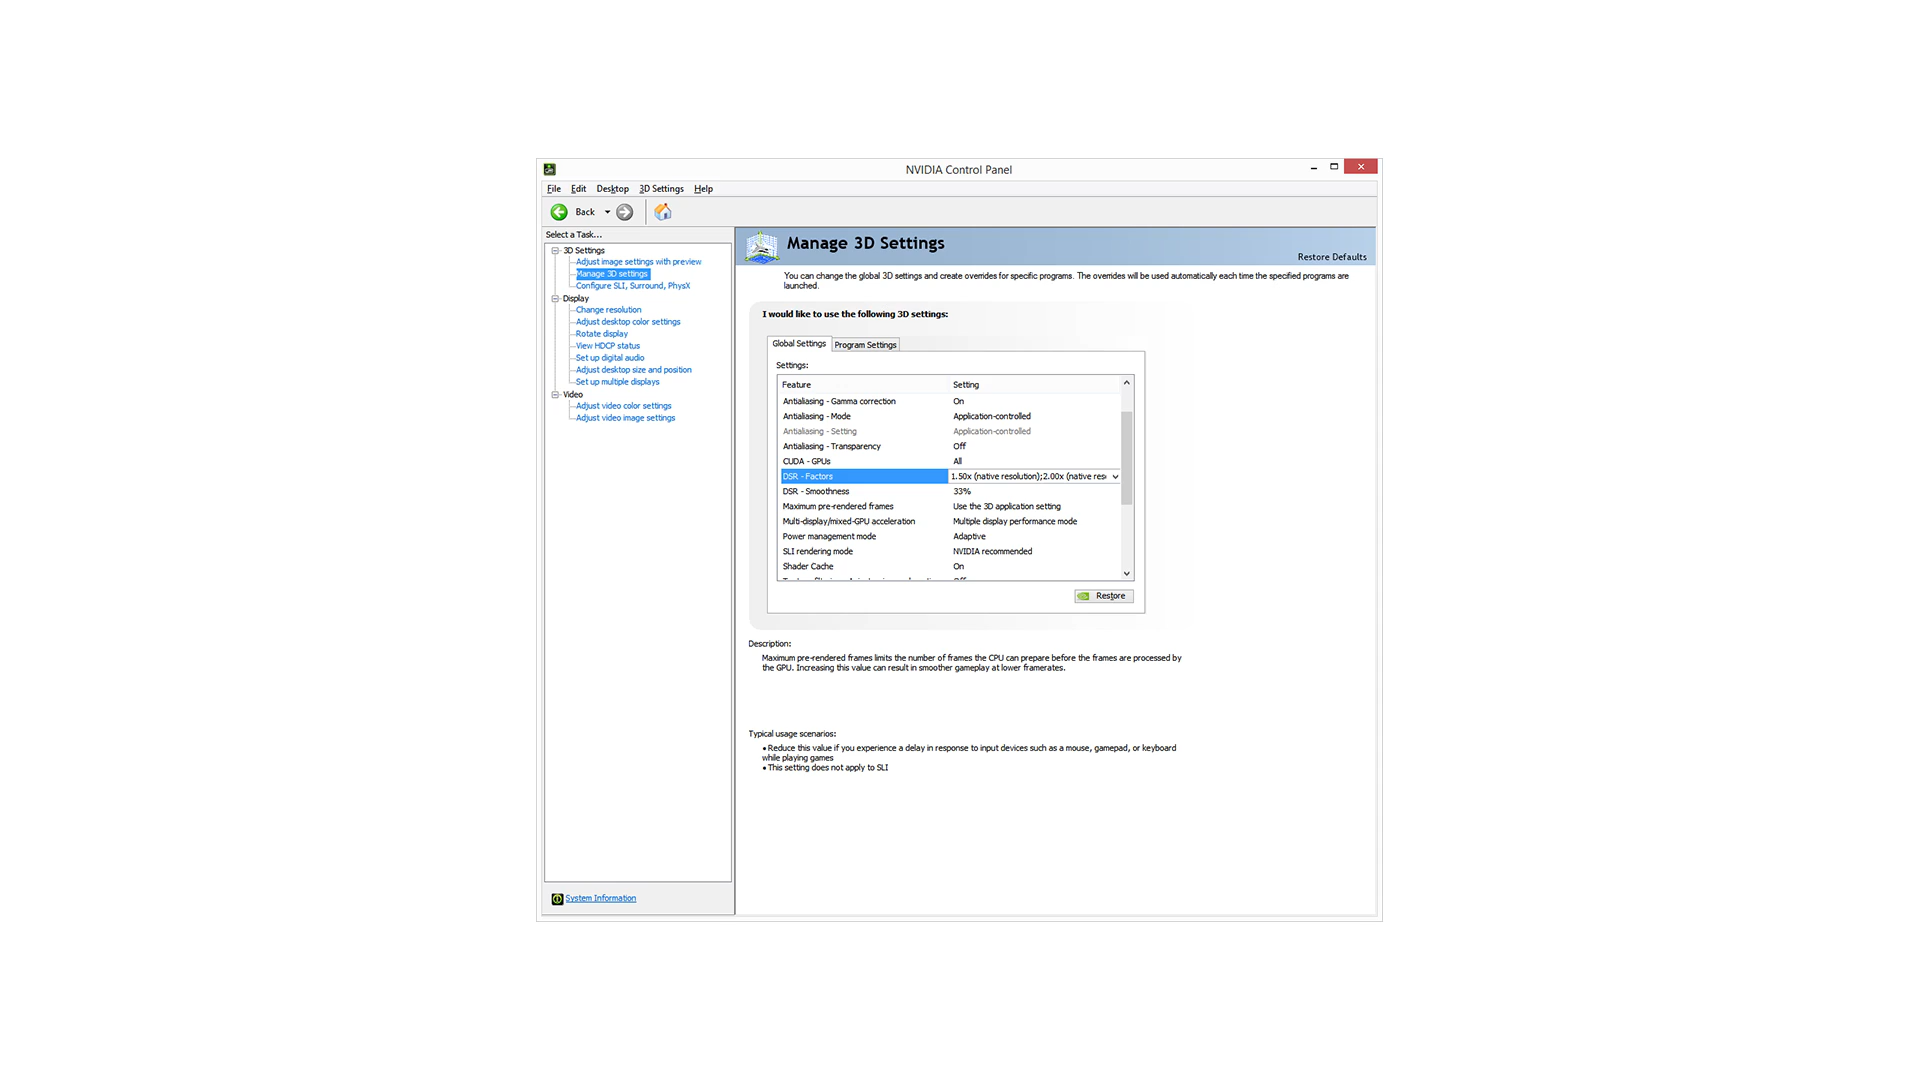 NVIDIA Control Panel
File Edit Desktop 3D Settings Help
Back
Select a Task...
3D Settings
Adjust image settings with preview
Manage 3D settings
Configure SLI, Surround, PhysX
Display
Change resolution
Adjust desktop color settings
Rotate display
View HDCP status
Set up digital audio
Adjust desktop size and position
Set up multiple displays
Video
Adjust video color settings
Adjust video image settings
System Information
Manage 3D Settings
Restore Defaults
You can change the global 3D settings and create overrides for specific programs. The overrides will be used automatically each time the specified programs are
launched.
I would like to use the following 3D settings:
Global Settings Program Settings
Settings:
Feature Setting
Antialiasing - Gamma correction On
Antialiasing - Mode Application-controlled
Antialiasing - Setting Application-controlled
Antialiasing - Transparency Off
CUDA - GPUs All
DSR - Factors 1.50x (native resolution);2.00x (native res
DSR - Smoothness 33%
Maximum pre-rendered frames Use the 3D application setting
Multi-display/mixed-GPU acceleration Multiple display performance mode
Power management mode Adaptive
SLI rendering mode NVIDIA recommended
Shader Cache On
Restore
Description:
Maximum pre-rendered frames limits the number of frames the CPU can prepare before the frames are processed by
the GPU. Increasing this value can result in smoother gameplay at lower framerates.
Typical usage scenarios:
• Reduce this value if you experience a delay in response to input devices such as a mouse, gamepad, or keyboard
while playing games
• This setting does not apply to SLI